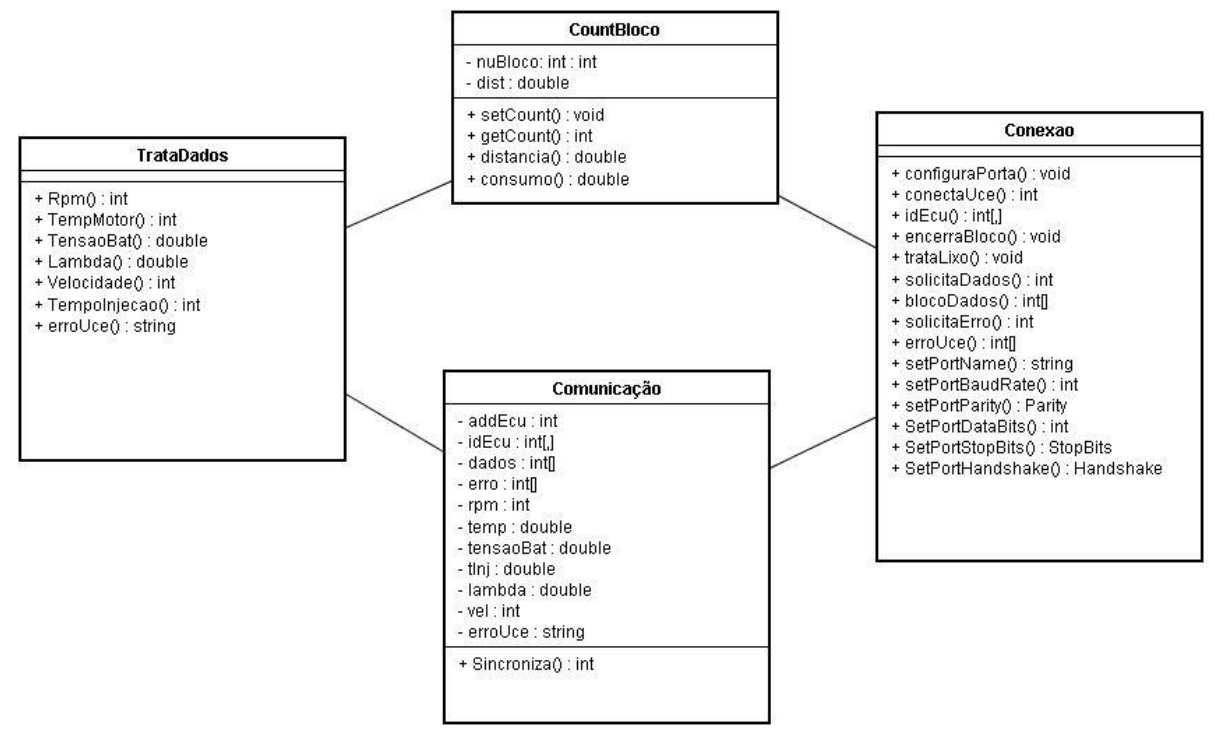 CountBloco
- nuBloco: int : int
- dist : double
+ setCount() : void
+ getCount() : int
+ distancia() : double
+ consumo() : double
TrataDados
+ Rpm() : int
+ TempMotor() : int
+ TensaoBat() : double
+ Lambda() : double
+ Velocidade() : int
+ TempoInjecao() : int
+ erroUce() : string
Conexao
+ configuraPorta() : void
+ conectaUce() : int
+ idEcu() : int[,]
+ encerraBloco() : void
+ trataLixo() : void
+ solicitaDados() : int
+ blocoDados() : int[]
+ solicitaErro() : int
+ erroUce() : int[]
+ setPortName() : string
+ setPortBaudRate() : int
+ setPortParity() : Parity
+ SetPortDataBits() : int
+ SetPortStopBits() : StopBits
+ SetPortHandshake() : Handshake
Comunicação
- addEcu : int
- idEcu : int[,]
- dados : int[]
- erro : int[]
- rpm : int
- temp : double
- tensaoBat : double
- tInj : double
- lambda : double
- vel : int
- erroUce : string
+ Sincroniza() : int